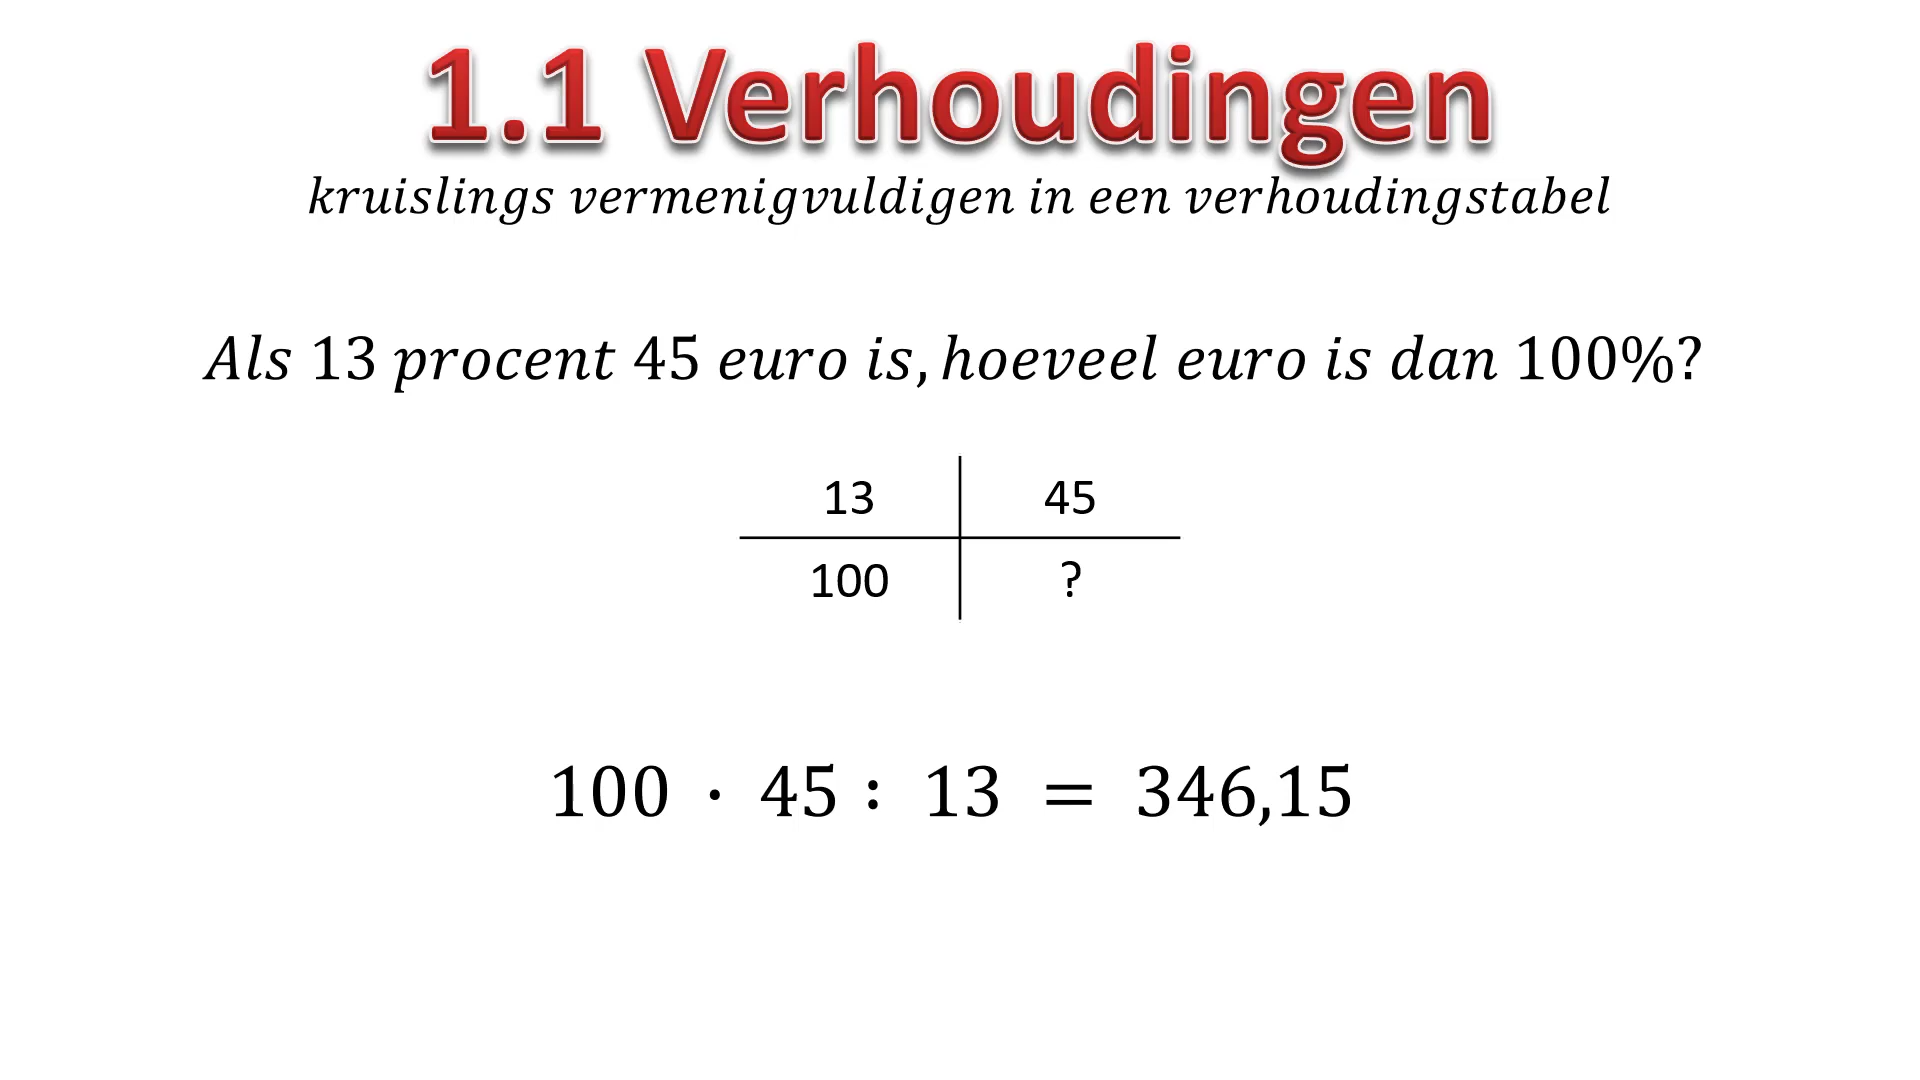 1.1 Verhoudingen
kruislings vermenigvuldigen in een verhoudingstabel
Als 13 procent 45 euro is, hoeveel euro is dan 100%?
13 45
100 ?
100 · 45 : 13 = 346,15